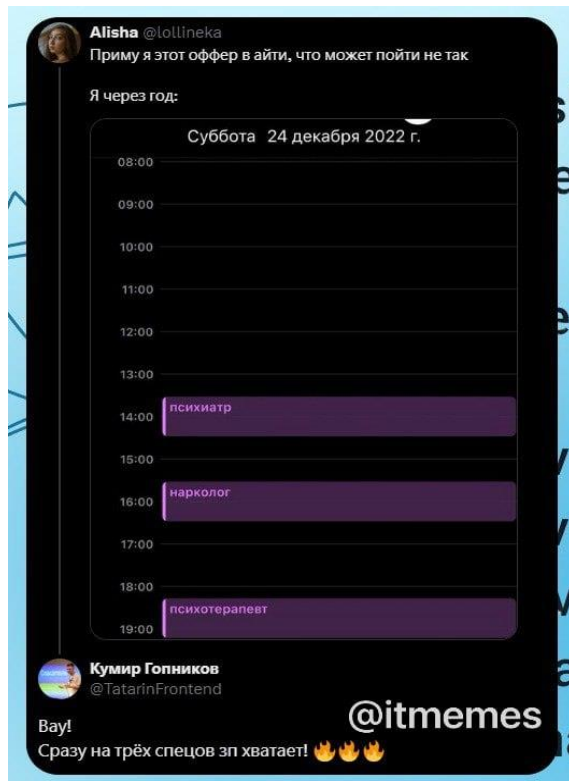 Alisha @lollineka
Приму я этот оффер в айти, что может пойти не так
Я через год:
Суббота 24 декабря 2022 г.
08:00
09:00
10:00
11:00
12:00
13:00
14:00
психиатр
15:00
16:00
нарколог
17:00
18:00
психотерапевт
19:00
Кумир Гопников
@TatarinFrontend
Вау!
Сразу на трёх спецов зп хватает! 🔥🔥🔥
@itmemes